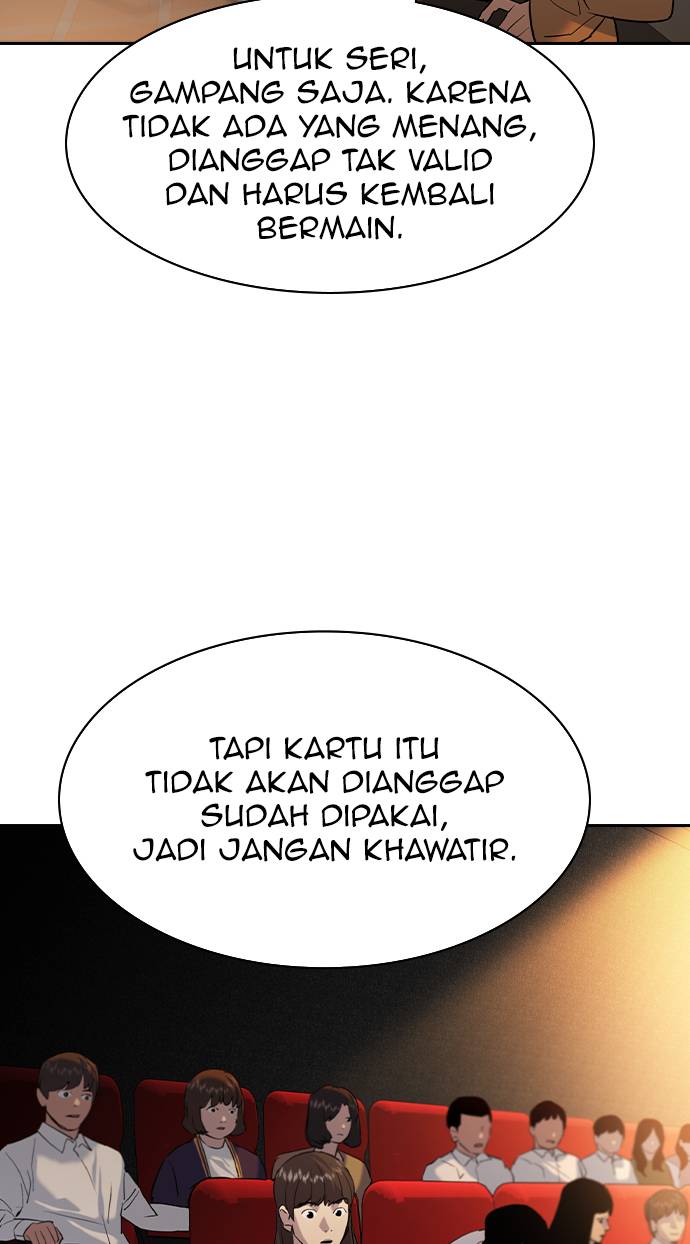 UNTUK SERI,
GAMPANG SAJA. KARENA
TIDAK ADA YANG MENANG,
DIANGGAP TAK VALID
DAN HARUS KEMBALI
BERMAIN.
TAPI KARTU ITU
TIDAK AKAN DIANGGAP
SUDAH DIPAKAI,
JADI JANGAN KHAWATIR.